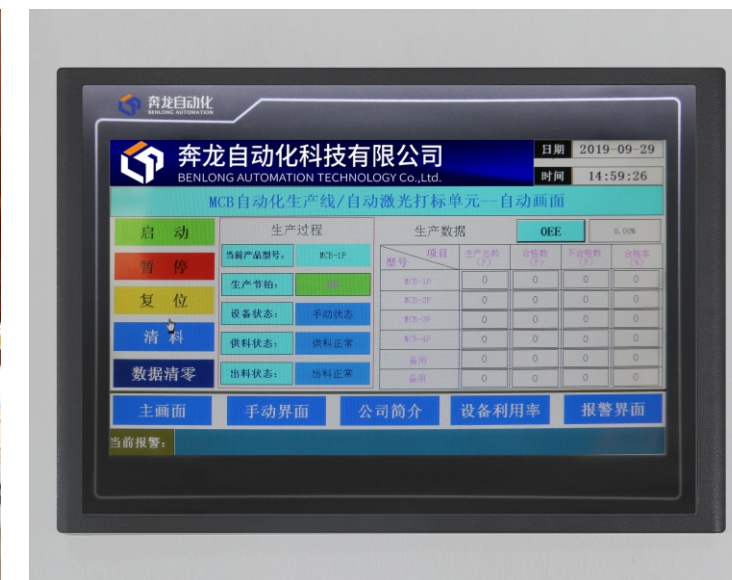 奔龙自动化
BENLONG AUTOMATION
奔龙自动化科技有限公司
BENLONG AUTOMATION TECHNOLOGY Co.,Ltd.
日期 2019-09-29
时间 14:59:26
MCB自动化生产线/自动激光打标单元--自动画面
启 动
暂 停
复 位
清 料
数据清零
生产过程
当前产品型号: MCB-1P
生产节拍:
设备状态: 手动状态
供料状态: 供料正常
出料状态: 出料正常
生产数据 OEE 0.00%
型号 项目 生产总数(P) 合格数(P) 不合格数(P) 合格率(%)
MCB-1P 0 0 0 0
MCB-2P 0 0 0 0
MCB-3P 0 0 0 0
MCB-4P 0 0 0 0
备用 0 0 0 0
备用 0 0 0 0
主画面 手动界面 公司简介 设备利用率 报警界面
当前报警: